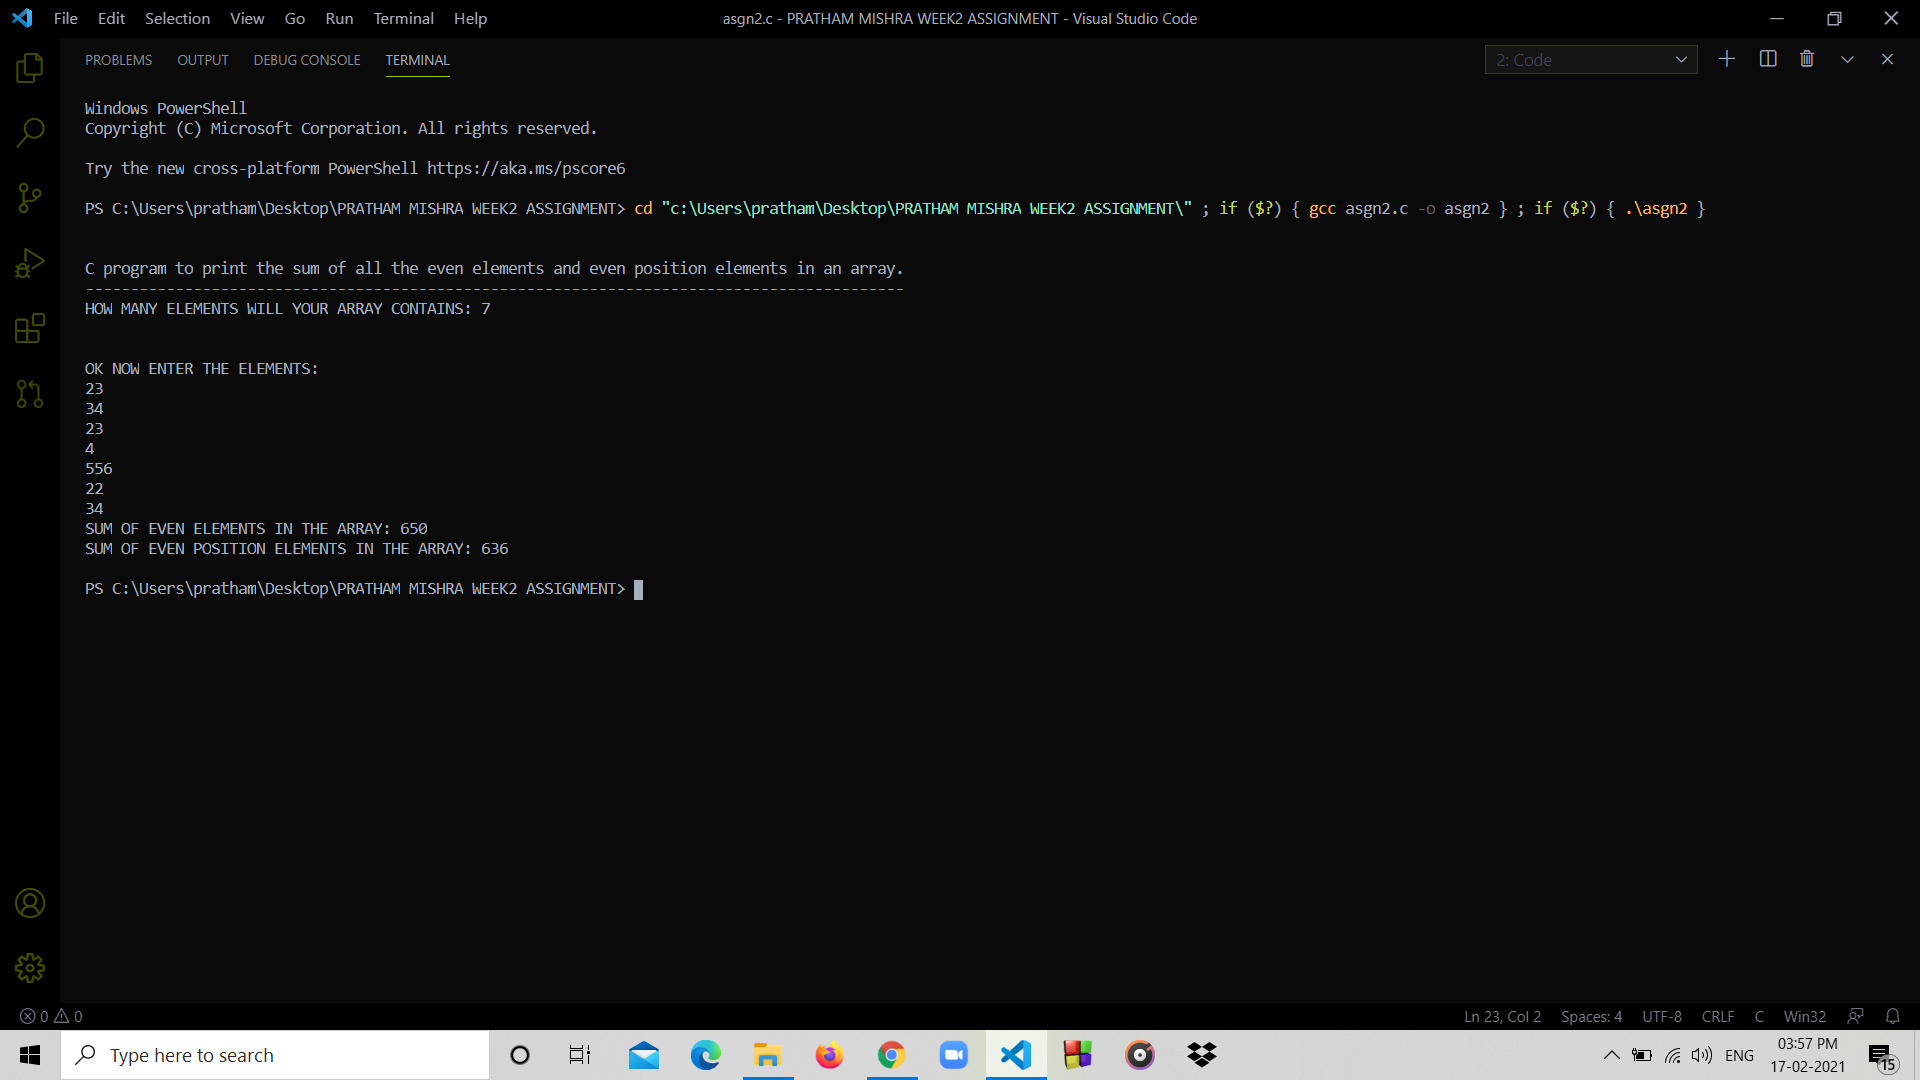 File Edit Selection View Go Run Terminal Help asgn2.c - PRATHAM MISHRA WEEK2 ASSIGNMENT - Visual Studio Code
PROBLEMS OUTPUT DEBUG CONSOLE TERMINAL 2: Code
Windows PowerShell
Copyright (C) Microsoft Corporation. All rights reserved.
Try the new cross-platform PowerShell https://aka.ms/pscore6
PS C:\Users\pratham\Desktop\PRATHAM MISHRA WEEK2 ASSIGNMENT> cd "c:\Users\pratham\Desktop\PRATHAM MISHRA WEEK2 ASSIGNMENT\" ; if ($?) { gcc asgn2.c -o asgn2 } ; if ($?) { .\asgn2 }
C program to print the sum of all the even elements and even position elements in an array.
-------------------------------------------------------------------------------------------
HOW MANY ELEMENTS WILL YOUR ARRAY CONTAINS: 7
OK NOW ENTER THE ELEMENTS:
23
34
23
4
556
22
34
SUM OF EVEN ELEMENTS IN THE ARRAY: 650
SUM OF EVEN POSITION ELEMENTS IN THE ARRAY: 636
PS C:\Users\pratham\Desktop\PRATHAM MISHRA WEEK2 ASSIGNMENT>
0 0 Ln 23, Col 2 Spaces: 4 UTF-8 CRLF C Win32
Type here to search ENG 03:57 PM
17-02-2021 15